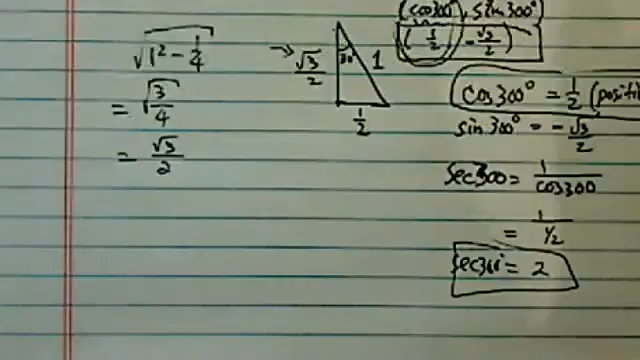 √1² - 1/4
= √3/4
= √3/2
√3/2
30
1
1/2
(cos300°, sin300°)
(1/2, -√3/2)
cos300° = 1/2 (positi
sin300° = -√3/2
sec300 = 1/cos300
= 1/1/2
sec300° = 2